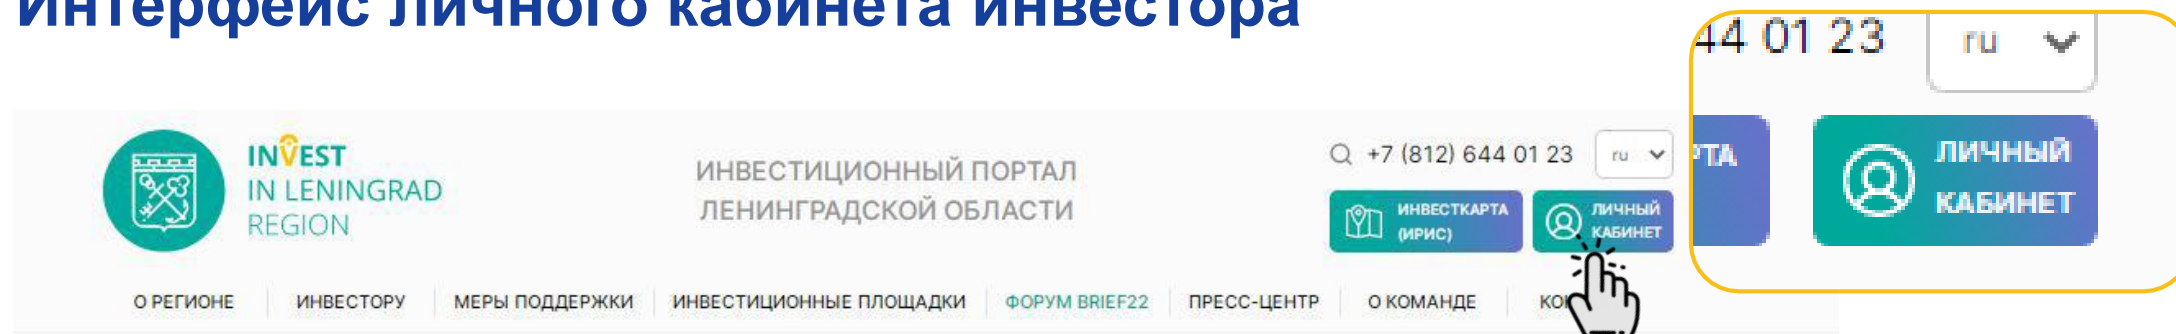 Интерфейс личного кабинета инвестора
INVEST
IN LENINGRAD
REGION
ИНВЕСТИЦИОННЫЙ ПОРТАЛ
ЛЕНИНГРАДСКОЙ ОБЛАСТИ
+7 (812) 644 01 23
ru
ИНВЕСТКАРТА
(ИРИС)
ЛИЧНЫЙ
КАБИНЕТ
О РЕГИОНЕ
ИНВЕСТОРУ
МЕРЫ ПОДДЕРЖКИ
ИНВЕСТИЦИОННЫЕ ПЛОЩАДКИ
ФОРУМ BRIEF22
ПРЕСС-ЦЕНТР
О КОМАНДЕ
44 01 23
ru
ЛИЧНЫЙ
КАБИНЕТ